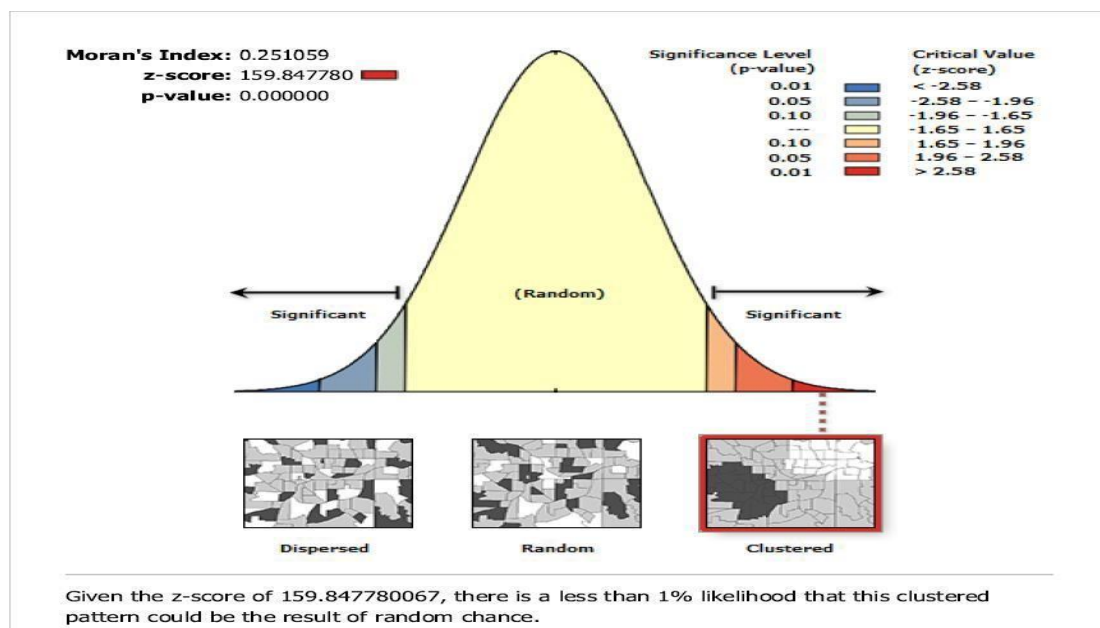 Moran's Index: 0.251059
z-score: 159.847780
p-value: 0.000000
Significance Level
(p-value)
Critical Value
(z-score)
0.01 < -2.58
0.05 -2.58 – -1.96
0.10 -1.96 – -1.65
--- -1.65 – 1.65
0.10 1.65 – 1.96
0.05 1.96 – 2.58
0.01 > 2.58
(Random)
Significant
Significant
Dispersed
Random
Clustered
Given the z-score of 159.847780067, there is a less than 1% likelihood that this clustered
pattern could be the result of random chance.